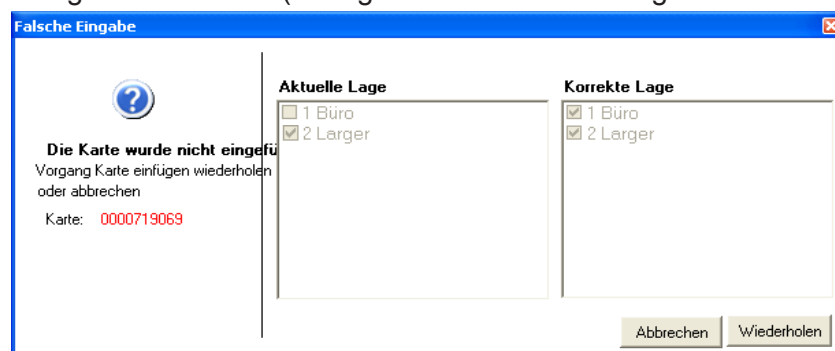 Falsche Eingabe
Die Karte wurde nicht eingefü
Vorgang Karte einfügen wiederholen
oder abbrechen
Karte: 0000719069
Aktuelle Lage
1 Büro
2 Larger
Korrekte Lage
1 Büro
2 Larger
Abbrechen Wiederholen